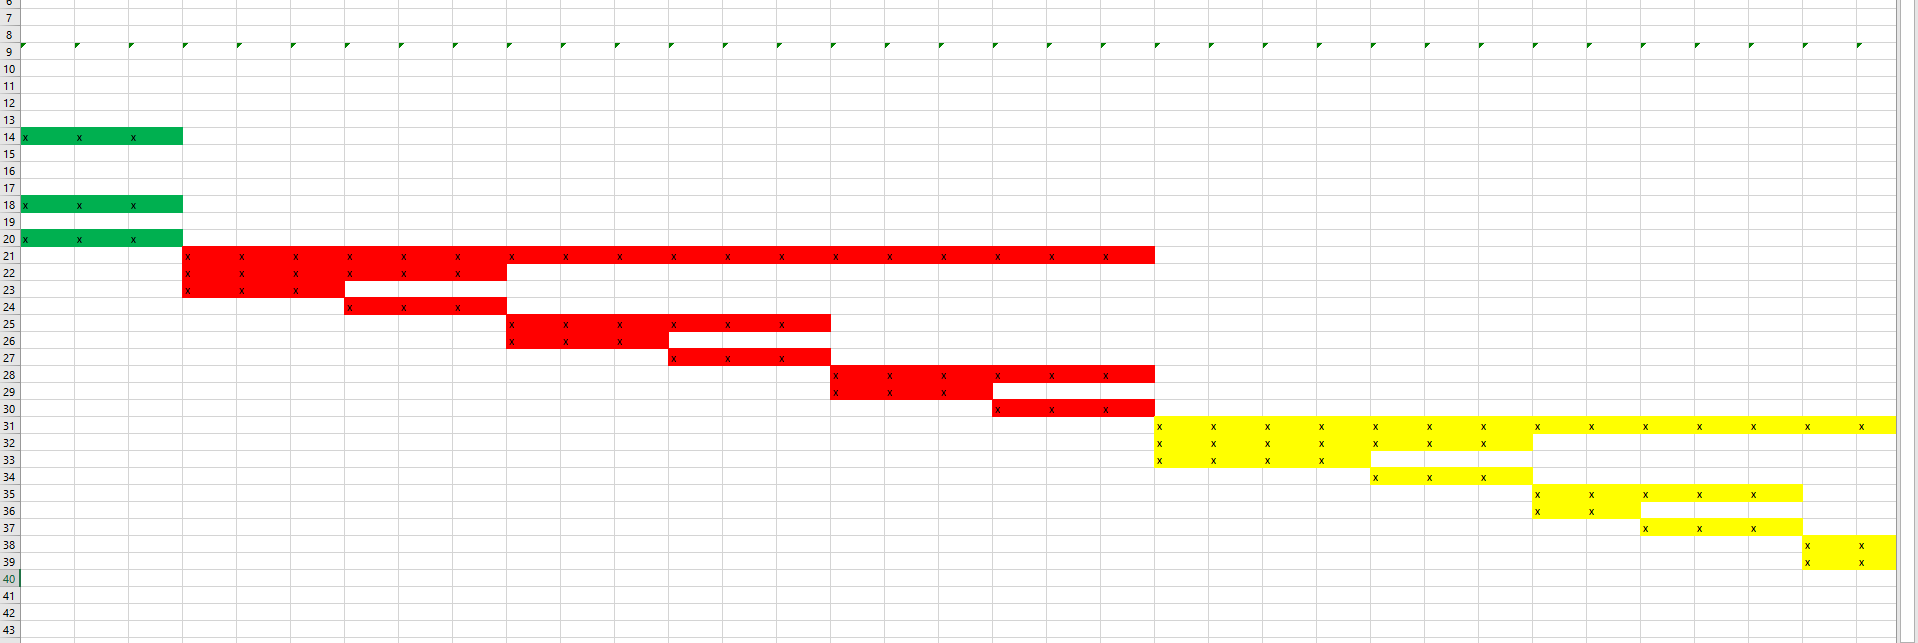 6
7
8
9
10
11
12
13
14 x x x
15
16
17
18 x x x
19
20 x x x
21 x x x x x x x x x x x x x x x x x x
22 x x x x x x
23 x x x
24 x x x
25 x x x x x x
26 x x x
27 x x x
28 x x x x x x
29 x x x
30 x x x
31 x x x x x x x x x x x x x x
32 x x x x x x x
33 x x x x
34 x x x
35 x x x x x
36 x x
37 x x x
38 x x
39 x x
40
41
42
43